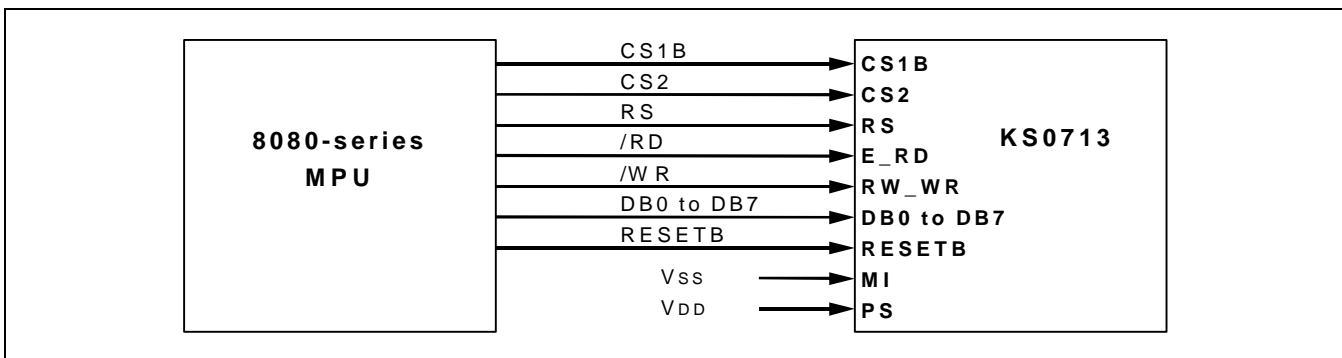 8080-series
MPU
CS1B
CS2
RS
/RD
/WR
DB0 to DB7
RESETB
VSS
VDD
CS1B
CS2
RS
E_RD
RW_WR
DB0 to DB7
RESETB
MI
PS
KS0713